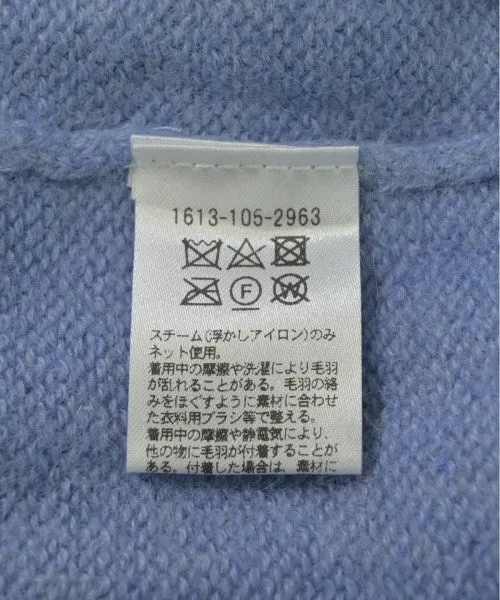 1613-105-2963
F W
スチーム(浮かしアイロン)のみ
ネット使用。
着用中の摩擦や洗濯により毛羽
が乱れることがある。毛羽の絡
みをほぐすように素材に合わせ
た衣料用ブラシ等で整える。
着用中の摩擦や静電気により、
他の物に毛羽が付着することが
ある。付着した場合は、素材に